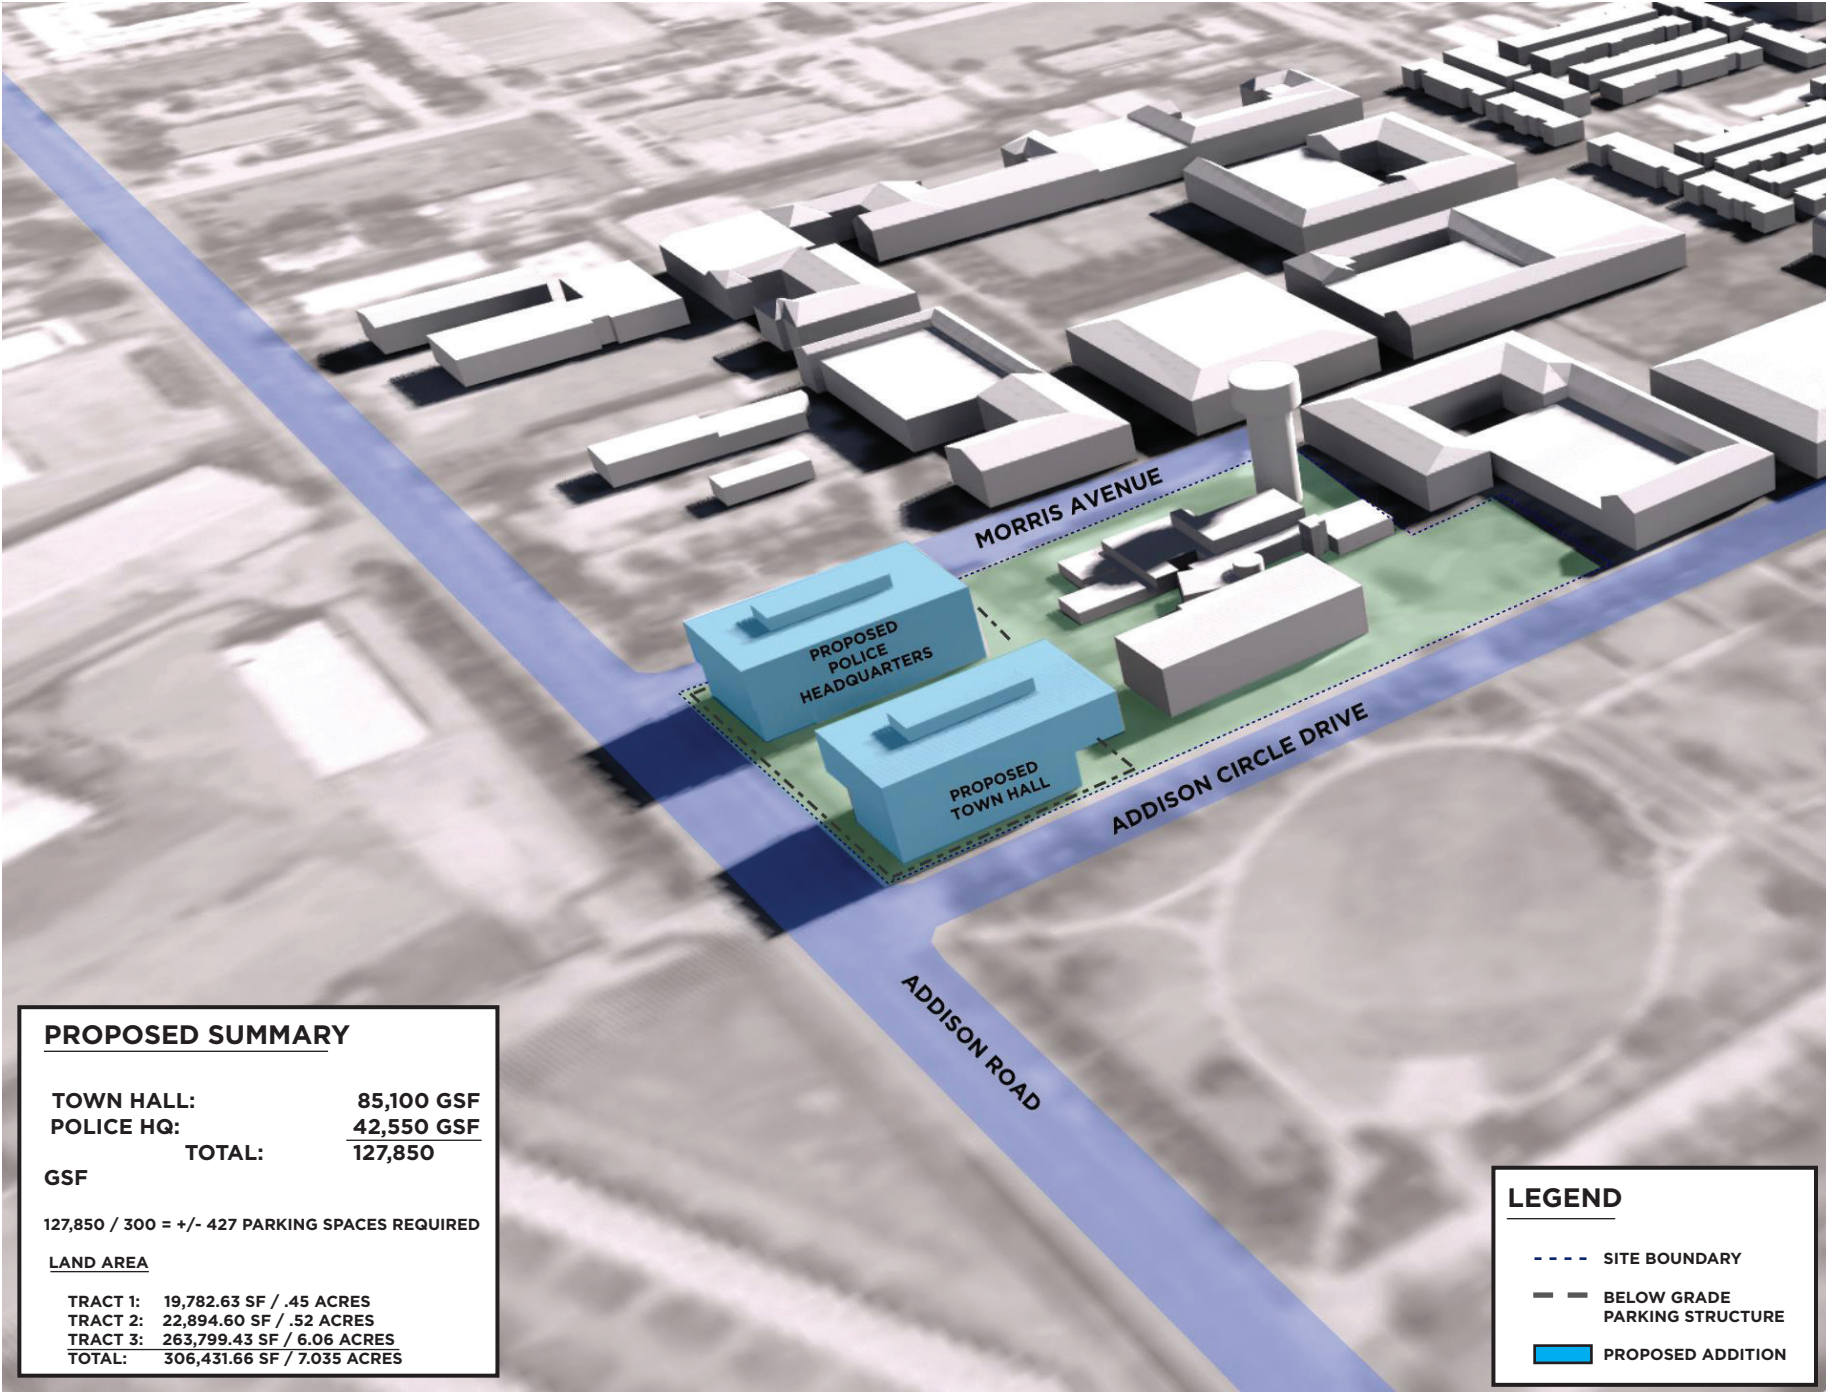 MORRIS AVENUE
PROPOSED
POLICE
HEADQUARTERS
PROPOSED
TOWN HALL
ADDISON CIRCLE DRIVE
ADDISON ROAD
PROPOSED SUMMARY
TOWN HALL: 85,100 GSF
POLICE HQ: 42,550 GSF
TOTAL: 127,850
GSF
127,850 / 300 = +/- 427 PARKING SPACES REQUIRED
LAND AREA
TRACT 1: 19,782.63 SF / .45 ACRES
TRACT 2: 22,894.60 SF / .52 ACRES
TRACT 3: 263,799.43 SF / 6.06 ACRES
TOTAL: 306,431.66 SF / 7.035 ACRES
LEGEND
SITE BOUNDARY
BELOW GRADE
PARKING STRUCTURE
PROPOSED ADDITION